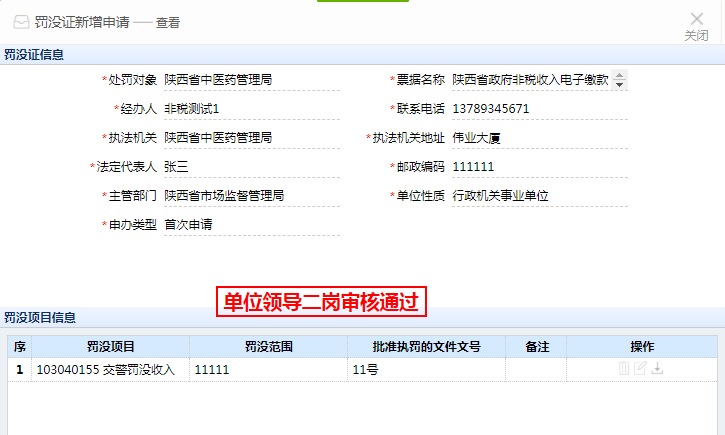 罚没证新增申请 —— 查看
关闭
罚没证信息
*处罚对象 陕西省中医药管理局 *票据名称 陕西省政府非税收入电子缴款
*经办人 非税测试1 *联系电话 13789345671
*执法机关 陕西省中医药管理局 *执法机关地址 伟业大厦
*法定代表人 张三 *邮政编码 111111
*主管部门 陕西省市场监督管理局 *单位性质 行政机关事业单位
*申办类型 首次申请
单位领导二岗审核通过
罚没项目信息
序 罚没项目 罚没范围 批准执罚的文件文号 备注 操作
1 103040155 交警罚没收入 11111 11号